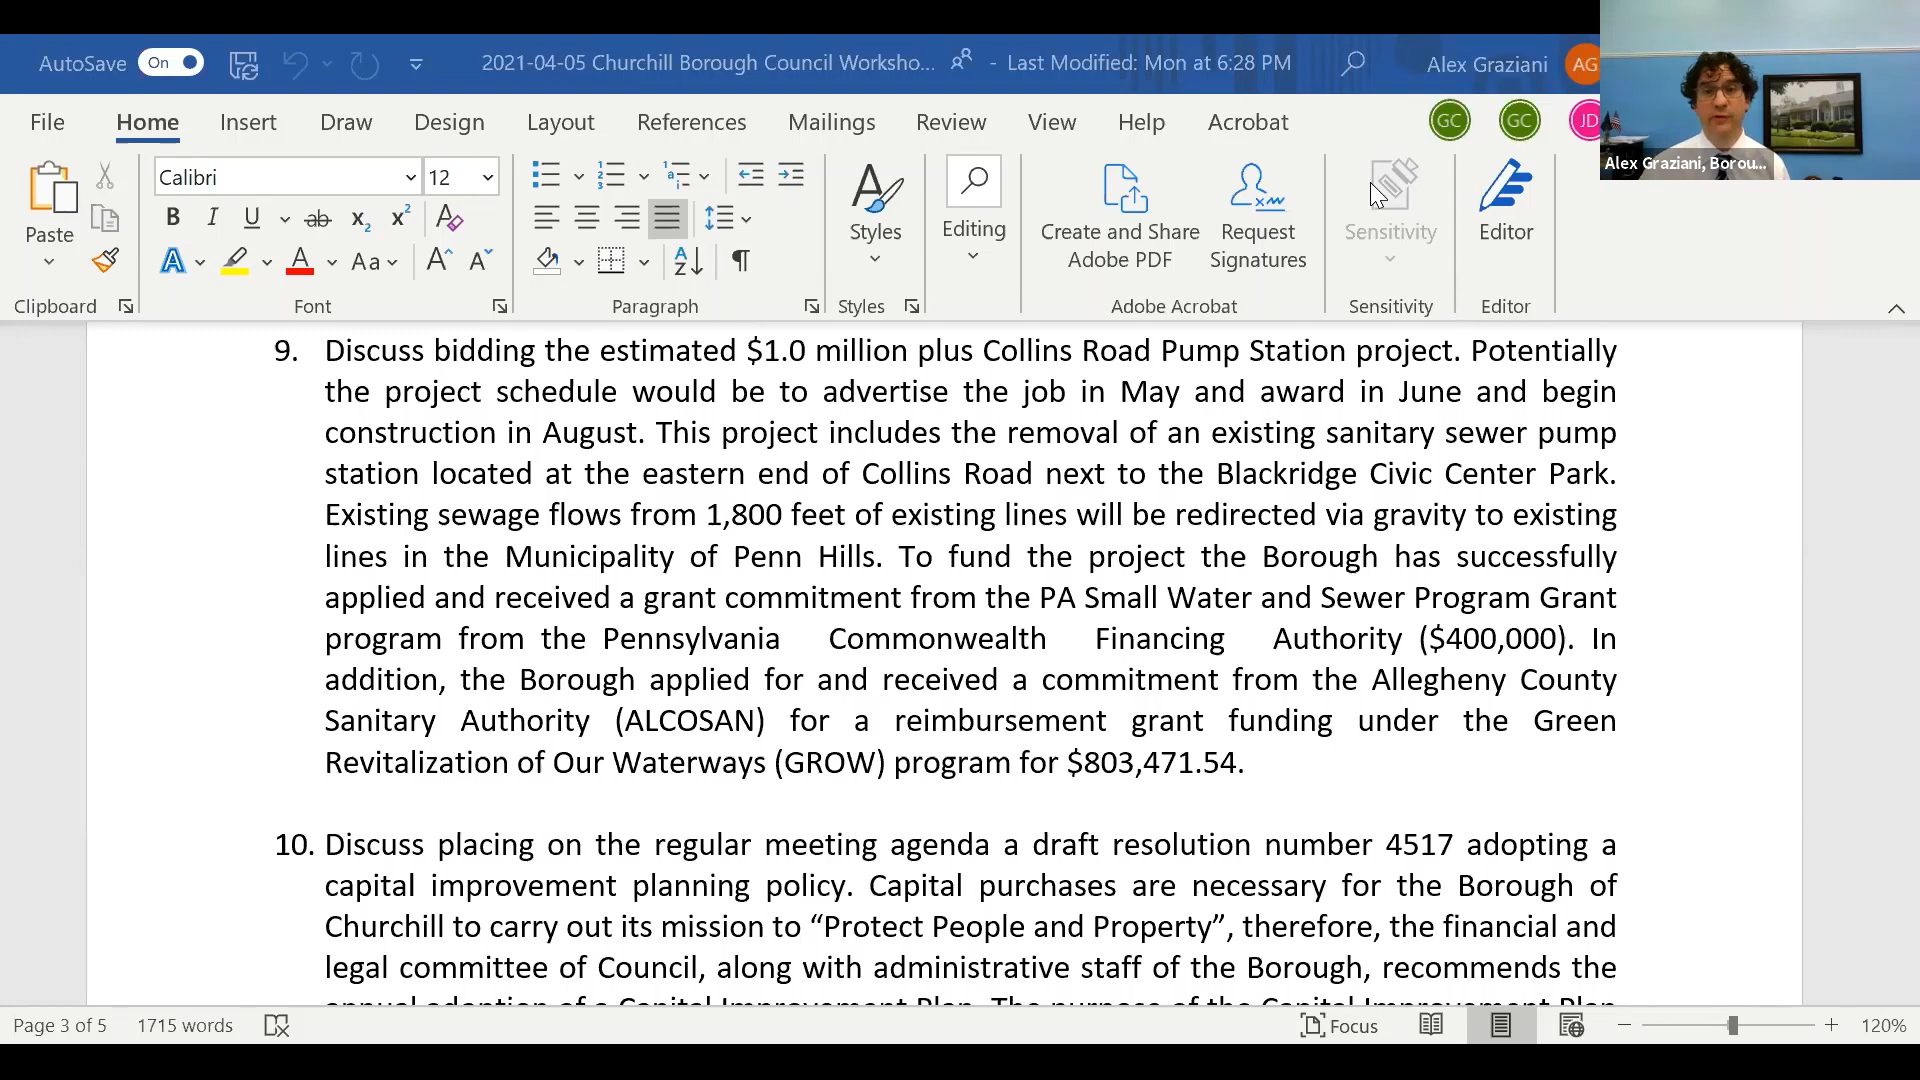 AutoSave On 2021-04-05 Churchill Borough Council Worksho... - Last Modified: Mon at 6:28 PM Alex Graziani AG
File Home Insert Draw Design Layout References Mailings Review View Help Acrobat GC GC JD
Alex Graziani, Borou...
Calibri 12
Paste Styles Editing Create and Share Adobe PDF Request Signatures Sensitivity Editor
Clipboard Font Paragraph Styles Adobe Acrobat Sensitivity Editor
9. Discuss bidding the estimated $1.0 million plus Collins Road Pump Station project. Potentially
the project schedule would be to advertise the job in May and award in June and begin
construction in August. This project includes the removal of an existing sanitary sewer pump
station located at the eastern end of Collins Road next to the Blackridge Civic Center Park.
Existing sewage flows from 1,800 feet of existing lines will be redirected via gravity to existing
lines in the Municipality of Penn Hills. To fund the project the Borough has successfully
applied and received a grant commitment from the PA Small Water and Sewer Program Grant
program from the Pennsylvania Commonwealth Financing Authority ($400,000). In
addition, the Borough applied for and received a commitment from the Allegheny County
Sanitary Authority (ALCOSAN) for a reimbursement grant funding under the Green
Revitalization of Our Waterways (GROW) program for $803,471.54.
10. Discuss placing on the regular meeting agenda a draft resolution number 4517 adopting a
capital improvement planning policy. Capital purchases are necessary for the Borough of
Churchill to carry out its mission to “Protect People and Property”, therefore, the financial and
legal committee of Council, along with administrative staff of the Borough, recommends the
annual adoption of a Capital Improvement Plan. The purpose of the Capital Improvement Plan
Page 3 of 5 1715 words Focus 120%